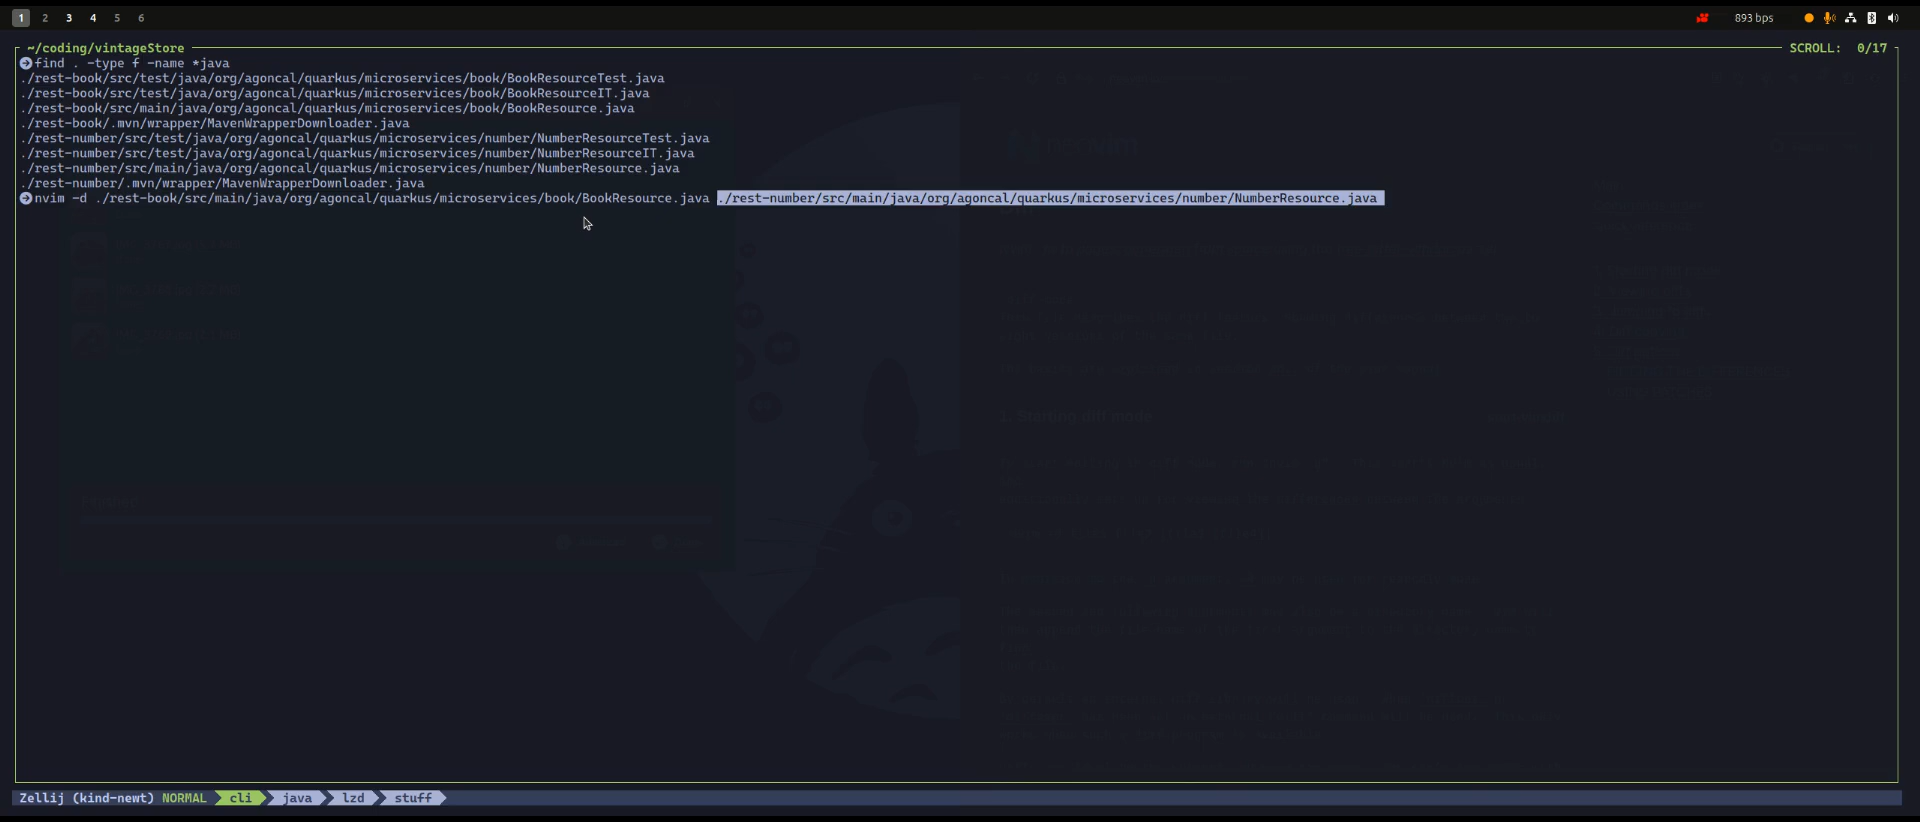 1 2 3 4 5 6
893 bps
~/coding/vintageStore
SCROLL: 0/17
find . -type f -name *java
./rest-book/src/test/java/org/agoncal/quarkus/microservices/book/BookResourceTest.java
./rest-book/src/test/java/org/agoncal/quarkus/microservices/book/BookResourceIT.java
./rest-book/src/main/java/org/agoncal/quarkus/microservices/book/BookResource.java
./rest-book/.mvn/wrapper/MavenWrapperDownloader.java
./rest-number/src/test/java/org/agoncal/quarkus/microservices/number/NumberResourceTest.java
./rest-number/src/test/java/org/agoncal/quarkus/microservices/number/NumberResourceIT.java
./rest-number/src/main/java/org/agoncal/quarkus/microservices/number/NumberResource.java
./rest-number/.mvn/wrapper/MavenWrapperDownloader.java
nvim -d ./rest-book/src/main/java/org/agoncal/quarkus/microservices/book/BookResource.java ./rest-number/src/main/java/org/agoncal/quarkus/microservices/number/NumberResource.java
1. Starting diff mode
Zellij (kind-newt) NORMAL cli java lzd stuff